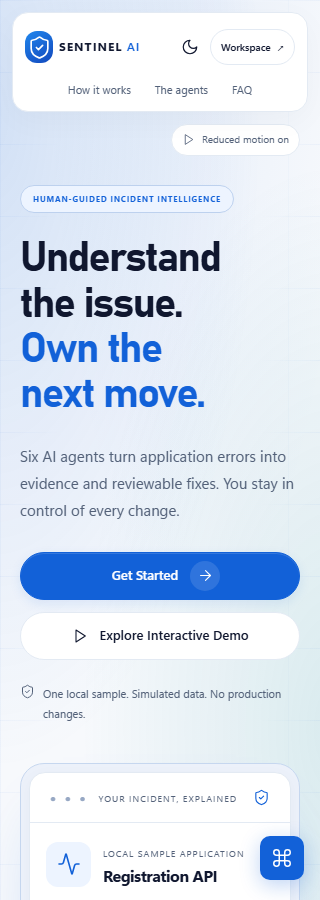 SENTINEL AI
Workspace ↗
How it works
The agents
FAQ
Reduced motion on
HUMAN-GUIDED INCIDENT INTELLIGENCE
Understand
the issue.
Own the
next move.
Six AI agents turn application errors into
evidence and reviewable fixes. You stay in
control of every change.
Get Started
Explore Interactive Demo
One local sample. Simulated data. No production
changes.
YOUR INCIDENT, EXPLAINED
LOCAL SAMPLE APPLICATION
Registration API